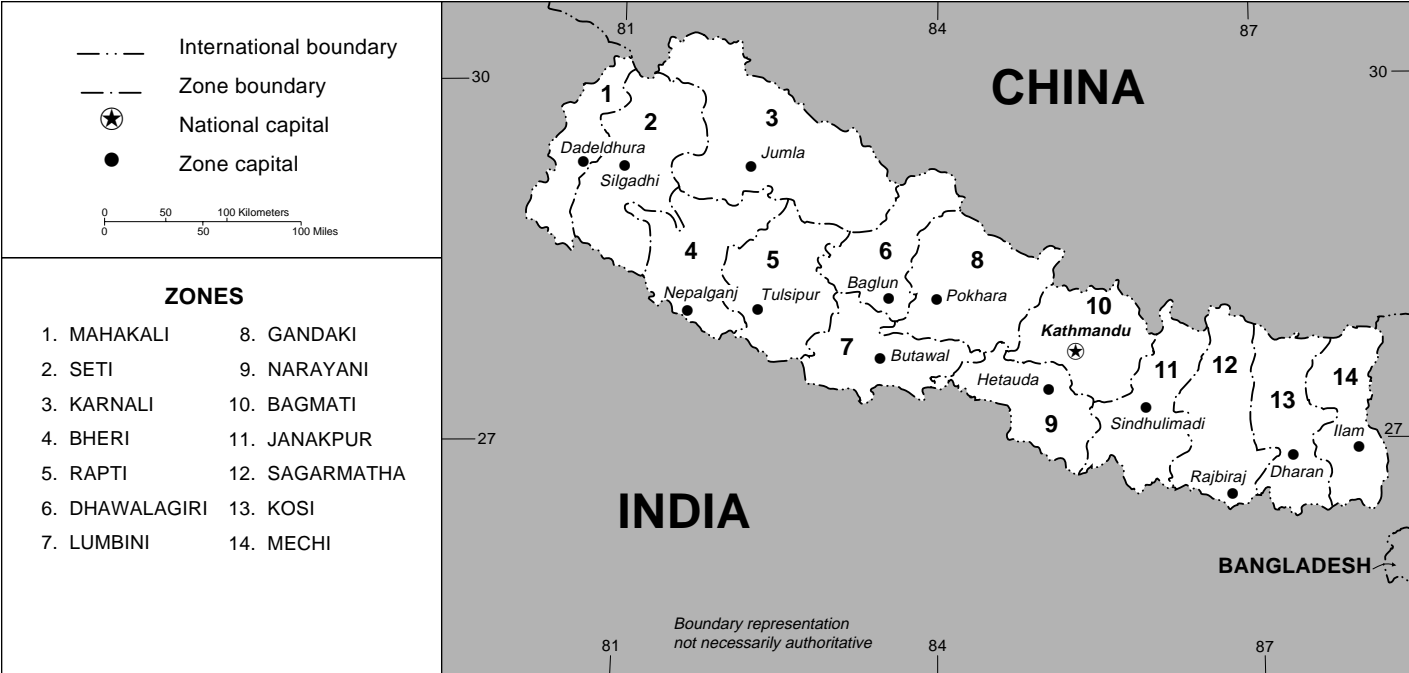 International boundary
Zone boundary
National capital
Zone capital
0 50 100 Kilometers
0 50 100 Miles
ZONES
1. MAHAKALI
2. SETI
3. KARNALI
4. BHERI
5. RAPTI
6. DHAWALAGIRI
7. LUMBINI
8. GANDAKI
9. NARAYANI
10. BAGMATI
11. JANAKPUR
12. SAGARMATHA
13. KOSI
14. MECHI
81 84 87
30 30
CHINA
1
2
3
Dadeldhura
Silgadhi
Jumla
4
5
6
8
Nepalganj
Tulsipur
Baglun
Pokhara
10
Kathmandu
7
Butawal
Hetauda
9
11
12
13
14
Sindhulimadi
Rajbiraj
Dharan
Ilam
27 27
INDIA
BANGLADESH
Boundary representation
not necessarily authoritative
81 84 87